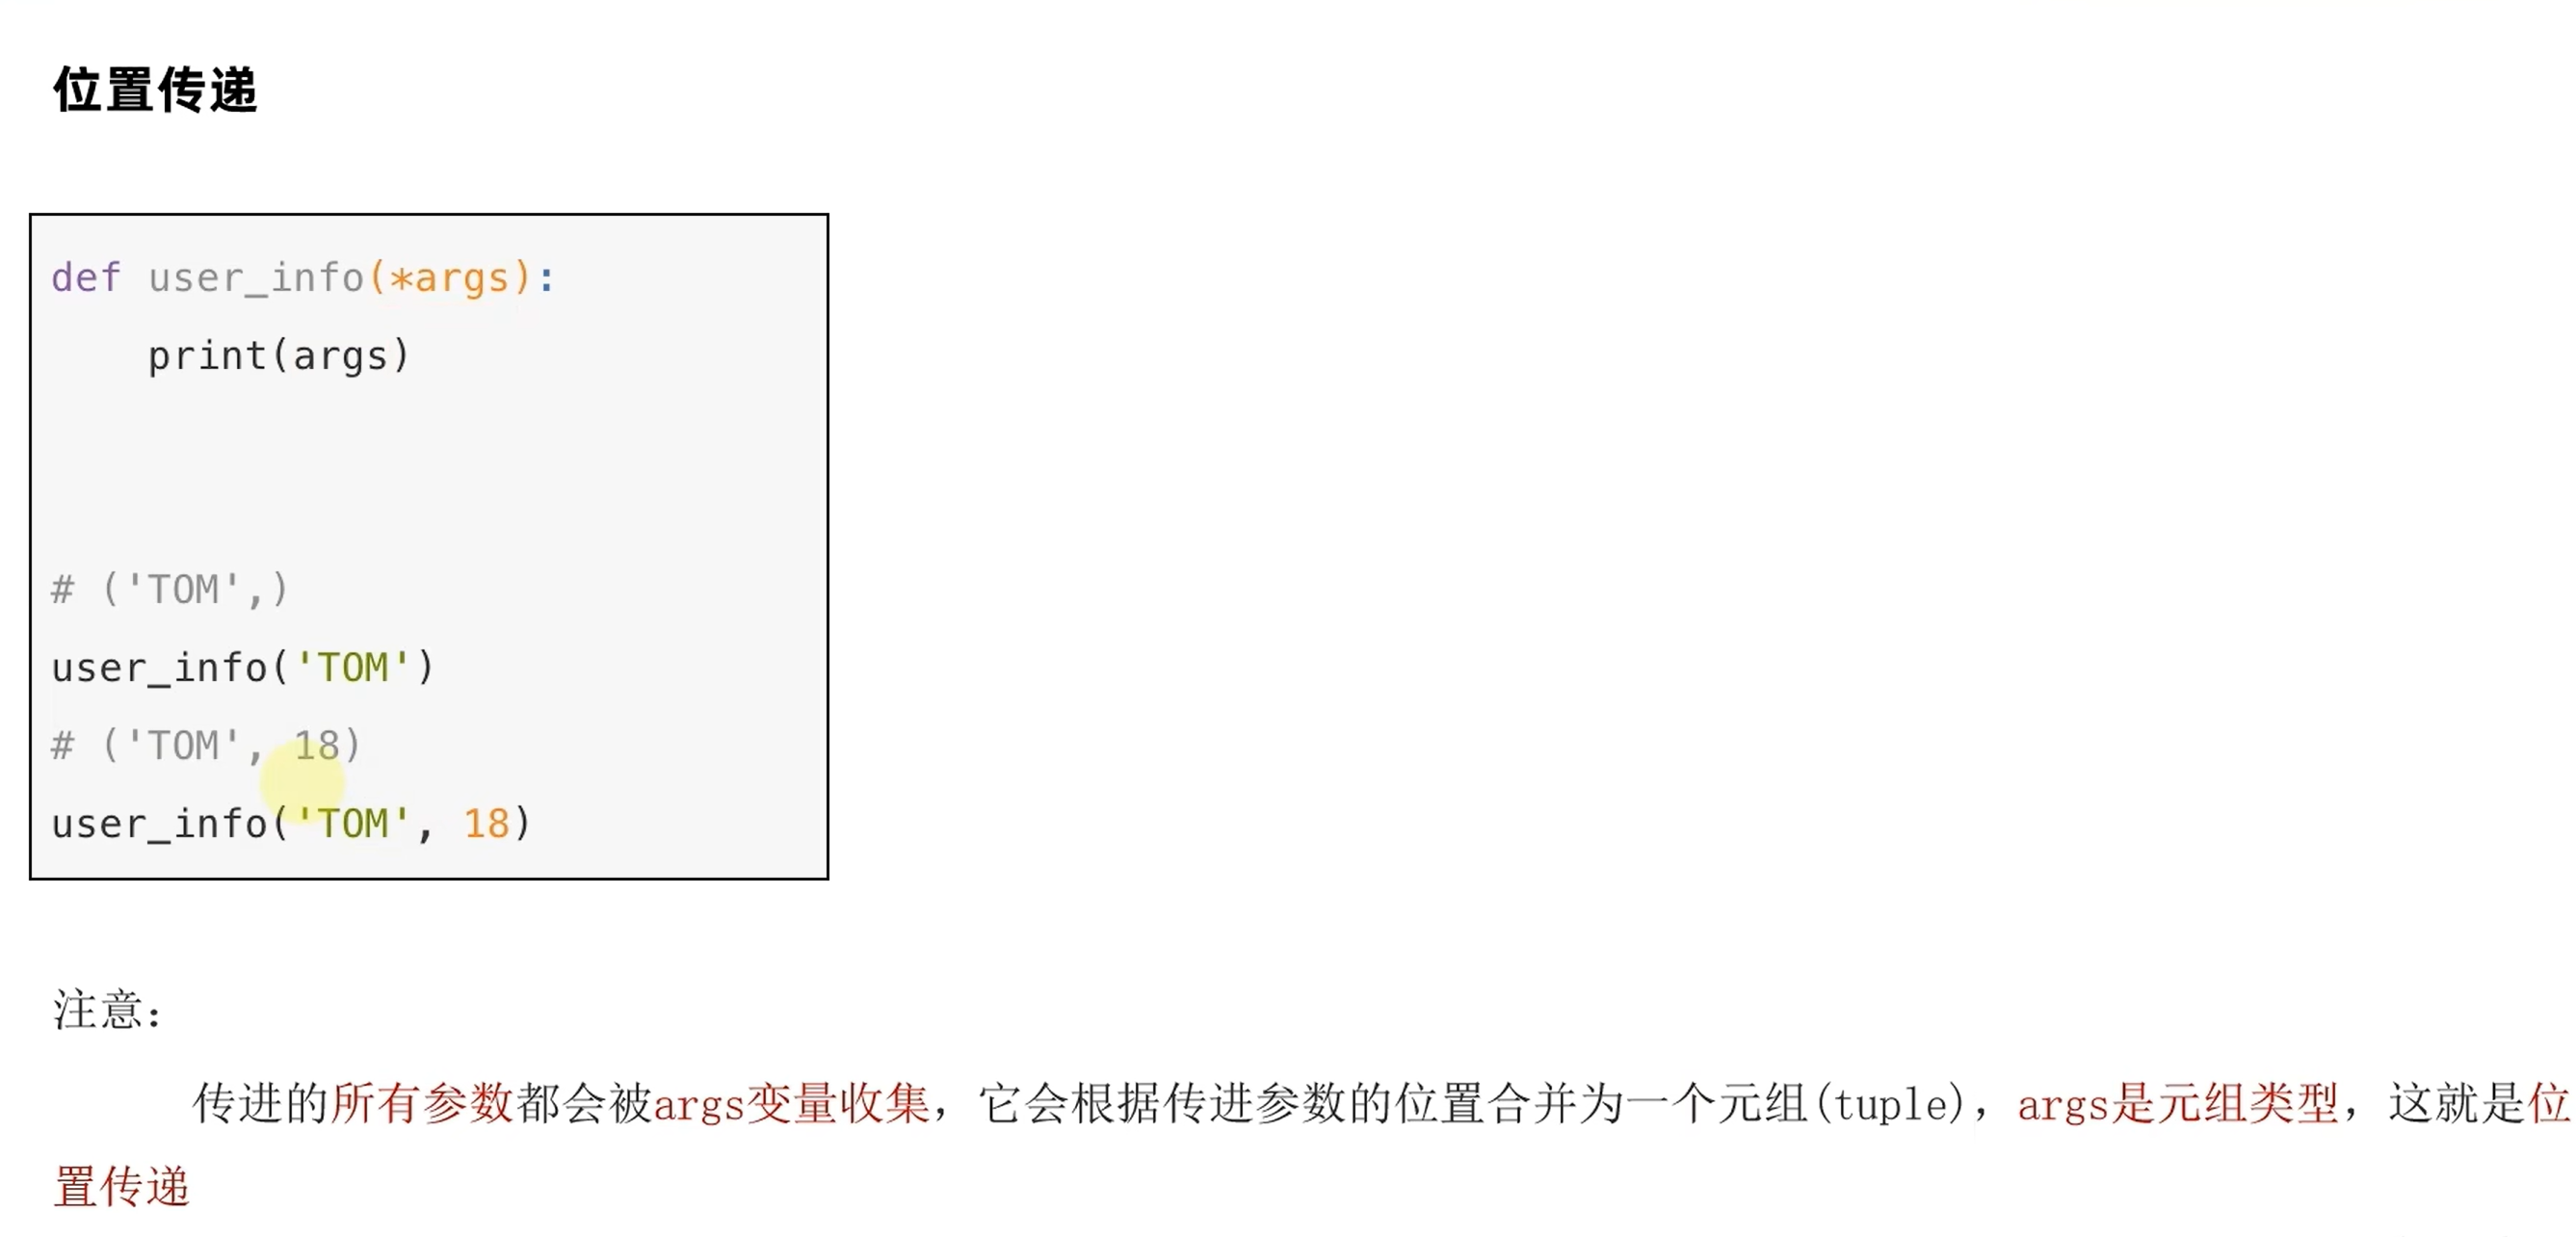 位置传递
def user_info(*args):
    print(args)
# ('TOM',)
user_info('TOM')
# ('TOM', 18)
user_info('TOM', 18)
注意：
传进的所有参数都会被args变量收集，它会根据传进参数的位置合并为一个元组(tuple)，args是元组类型，这就是位
置传递